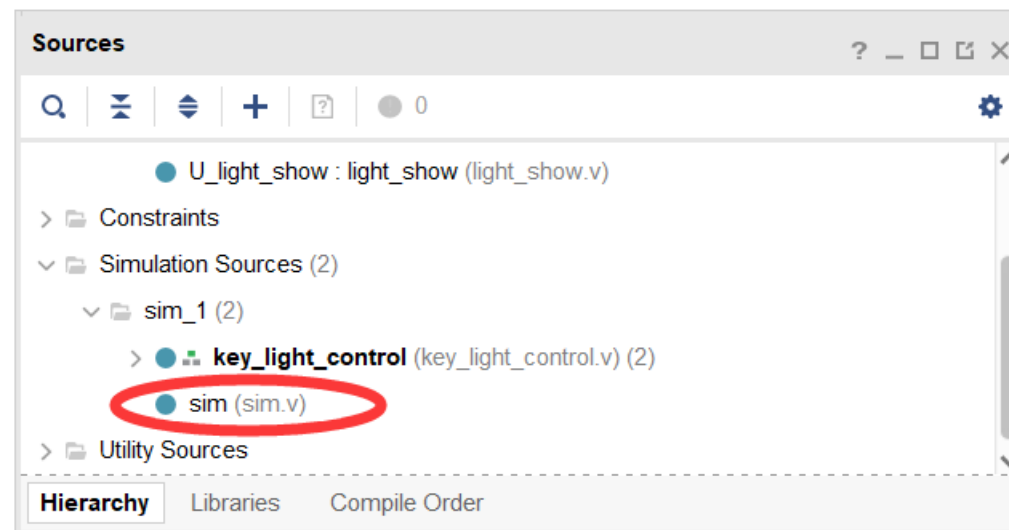 Sources
?
0
U_light_show : light_show (light_show.v)
Constraints
Simulation Sources (2)
sim_1 (2)
key_light_control (key_light_control.v) (2)
sim (sim.v)
Utility Sources
Hierarchy Libraries Compile Order